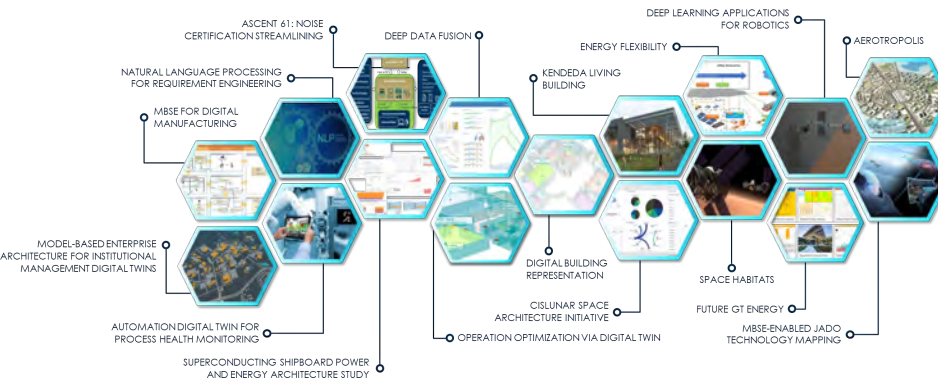 ASCENT 61: NOISE
CERTIFICATION STREAMLINING
DEEP DATA FUSION
DEEP LEARNING APPLICATIONS
FOR ROBOTICS
ENERGY FLEXIBILITY
AEROTROPOLIS
NATURAL LANGUAGE PROCESSING
FOR REQUIREMENT ENGINEERING
KENDEDA LIVING
BUILDING
MBSE FOR DIGITAL
MANUFACTURING
NLP
MODEL-BASED ENTERPRISE
ARCHITECTURE FOR INSTITUTIONAL
MANAGEMENT DIGITAL TWINS
DIGITAL BUILDING
REPRESENTATION
SPACE HABITATS
CISLUNAR SPACE
ARCHITECTURE INITIATIVE
FUTURE GT ENERGY
AUTOMATION DIGITAL TWIN FOR
PROCESS HEALTH MONITORING
OPERATION OPTIMIZATION VIA DIGITAL TWIN
MBSE-ENABLED JADO
TECHNOLOGY MAPPING
SUPERCONDUCTING SHIPBOARD POWER
AND ENERGY ARCHITECTURE STUDY